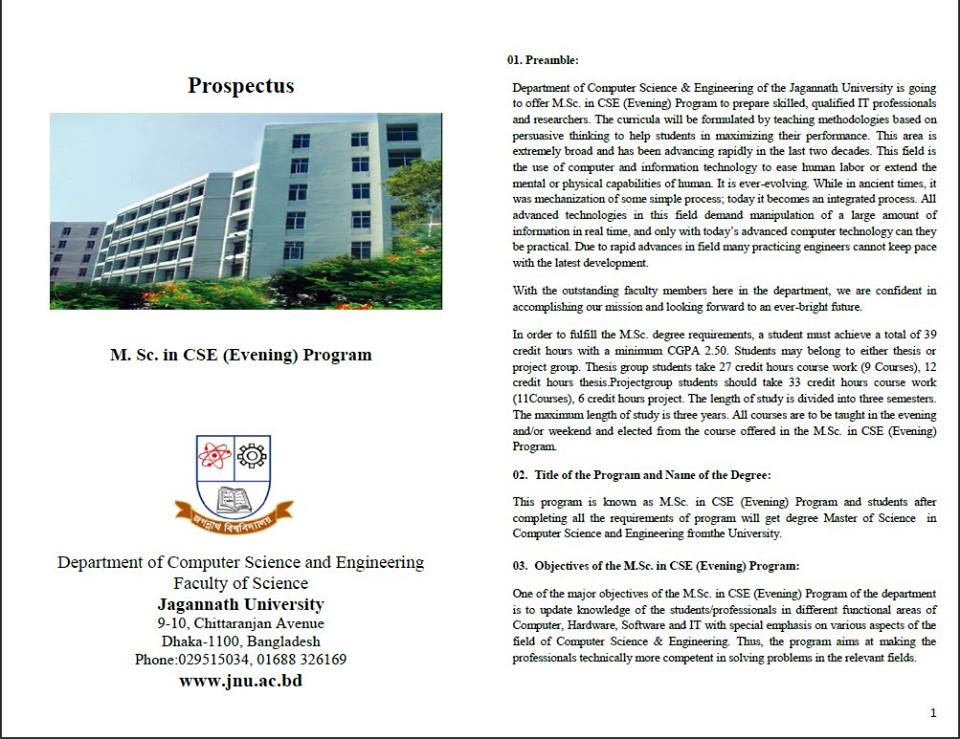 Prospectus
M. Sc. in CSE (Evening) Program
জগন্নাথ বিশ্ববিদ্যালয়
Department of Computer Science and Engineering
Faculty of Science
Jagannath University
9-10, Chittaranjan Avenue
Dhaka-1100, Bangladesh
Phone:029515034, 01688 326169
www.jnu.ac.bd
01. Preamble:
Department of Computer Science & Engineering of the Jagannath University is going
to offer M.Sc. in CSE (Evening) Program to prepare skilled, qualified IT professionals
and researchers. The curricula will be formulated by teaching methodologies based on
persuasive thinking to help students in maximizing their performance. This area is
extremely broad and has been advancing rapidly in the last two decades. This field is
the use of computer and information technology to ease human labor or extend the
mental or physical capabilities of human. It is ever-evolving. While in ancient times, it
was mechanization of some simple process; today it becomes an integrated process. All
advanced technologies in this field demand manipulation of a large amount of
information in real time, and only with today's advanced computer technology can they
be practical. Due to rapid advances in field many practicing engineers cannot keep pace
with the latest development.
With the outstanding faculty members here in the department, we are confident in
accomplishing our mission and looking forward to an ever-bright future.
In order to fulfill the M.Sc. degree requirements, a student must achieve a total of 39
credit hours with a minimum CGPA 2.50. Students may belong to either thesis or
project group. Thesis group students take 27 credit hours course work (9 Courses), 12
credit hours thesis.Projectgroup students should take 33 credit hours course work
(11Courses), 6 credit hours project. The length of study is divided into three semesters.
The maximum length of study is three years. All courses are to be taught in the evening
and/or weekend and elected from the course offered in the M.Sc. in CSE (Evening)
Program.
02. Title of the Program and Name of the Degree:
This program is known as M.Sc. in CSE (Evening) Program and students after
completing all the requirements of program will get degree Master of Science in
Computer Science and Engineering fromthe University.
03. Objectives of the M.Sc. in CSE (Evening) Program:
One of the major objectives of the M.Sc. in CSE (Evening) Program of the department
is to update knowledge of the students/professionals in different functional areas of
Computer, Hardware, Software and IT with special emphasis on various aspects of the
field of Computer Science & Engineering. Thus, the program aims at making the
professionals technically more competent in solving problems in the relevant fields.
1